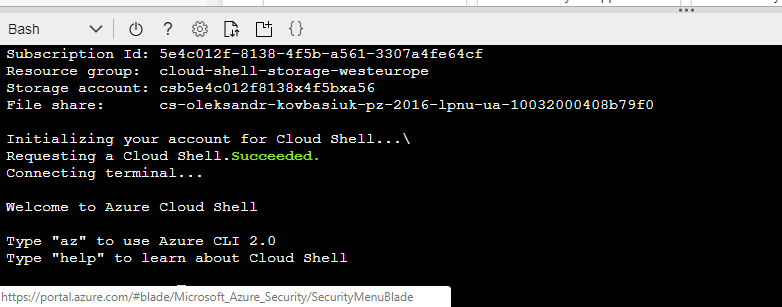 Bash
Subscription Id: 5e4c012f-8138-4f5b-a561-3307a4fe64cf
Resource group:  cloud-shell-storage-westeurope
Storage account: csb5e4c012f8138x4f5bxa56
File share:      cs-oleksandr-kovbasiuk-pz-2016-lpnu-ua-10032000408b79f0
Initializing your account for Cloud Shell...\
Requesting a Cloud Shell.Succeeded.
Connecting terminal...
Welcome to Azure Cloud Shell
Type "az" to use Azure CLI 2.0
Type "help" to learn about Cloud Shell
https://portal.azure.com/#blade/Microsoft_Azure_Security/SecurityMenuBlade